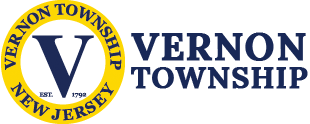 VERNON TOWNSHIP
V
EST. 1792
NEW JERSEY
VERNON
TOWNSHIP